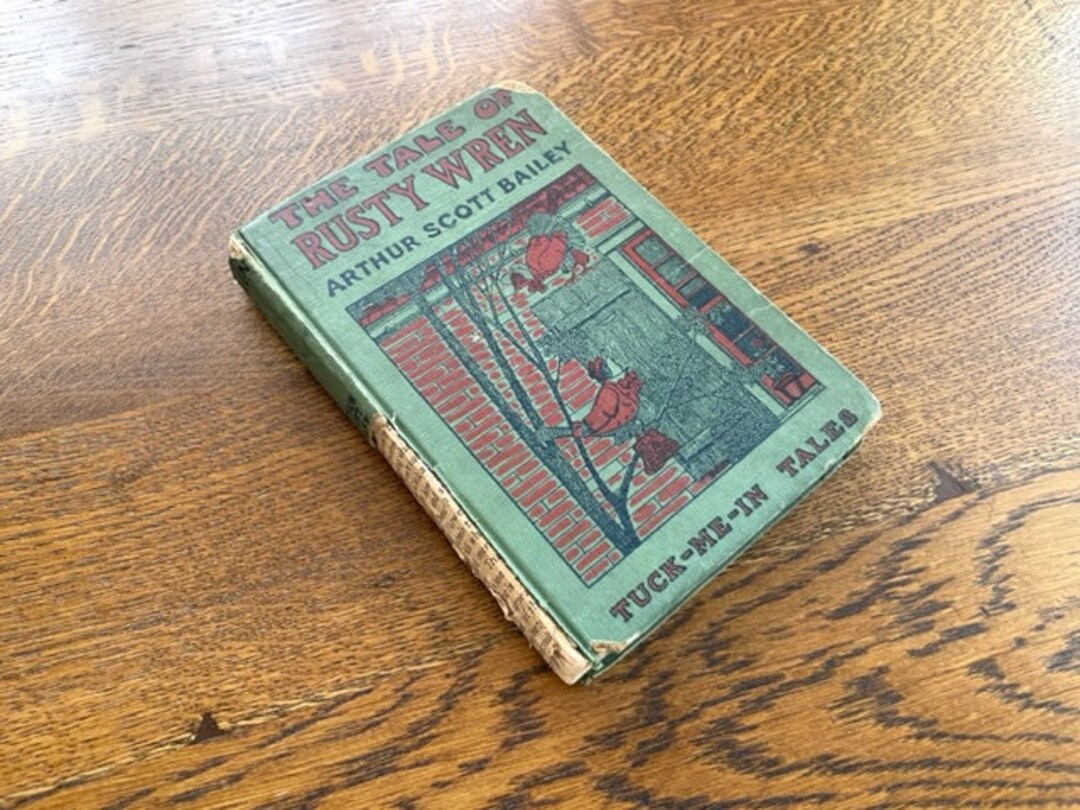 THE TALE OF
RUSTY WREN
ARTHUR SCOTT BAILEY
TUCK-ME-IN TALES